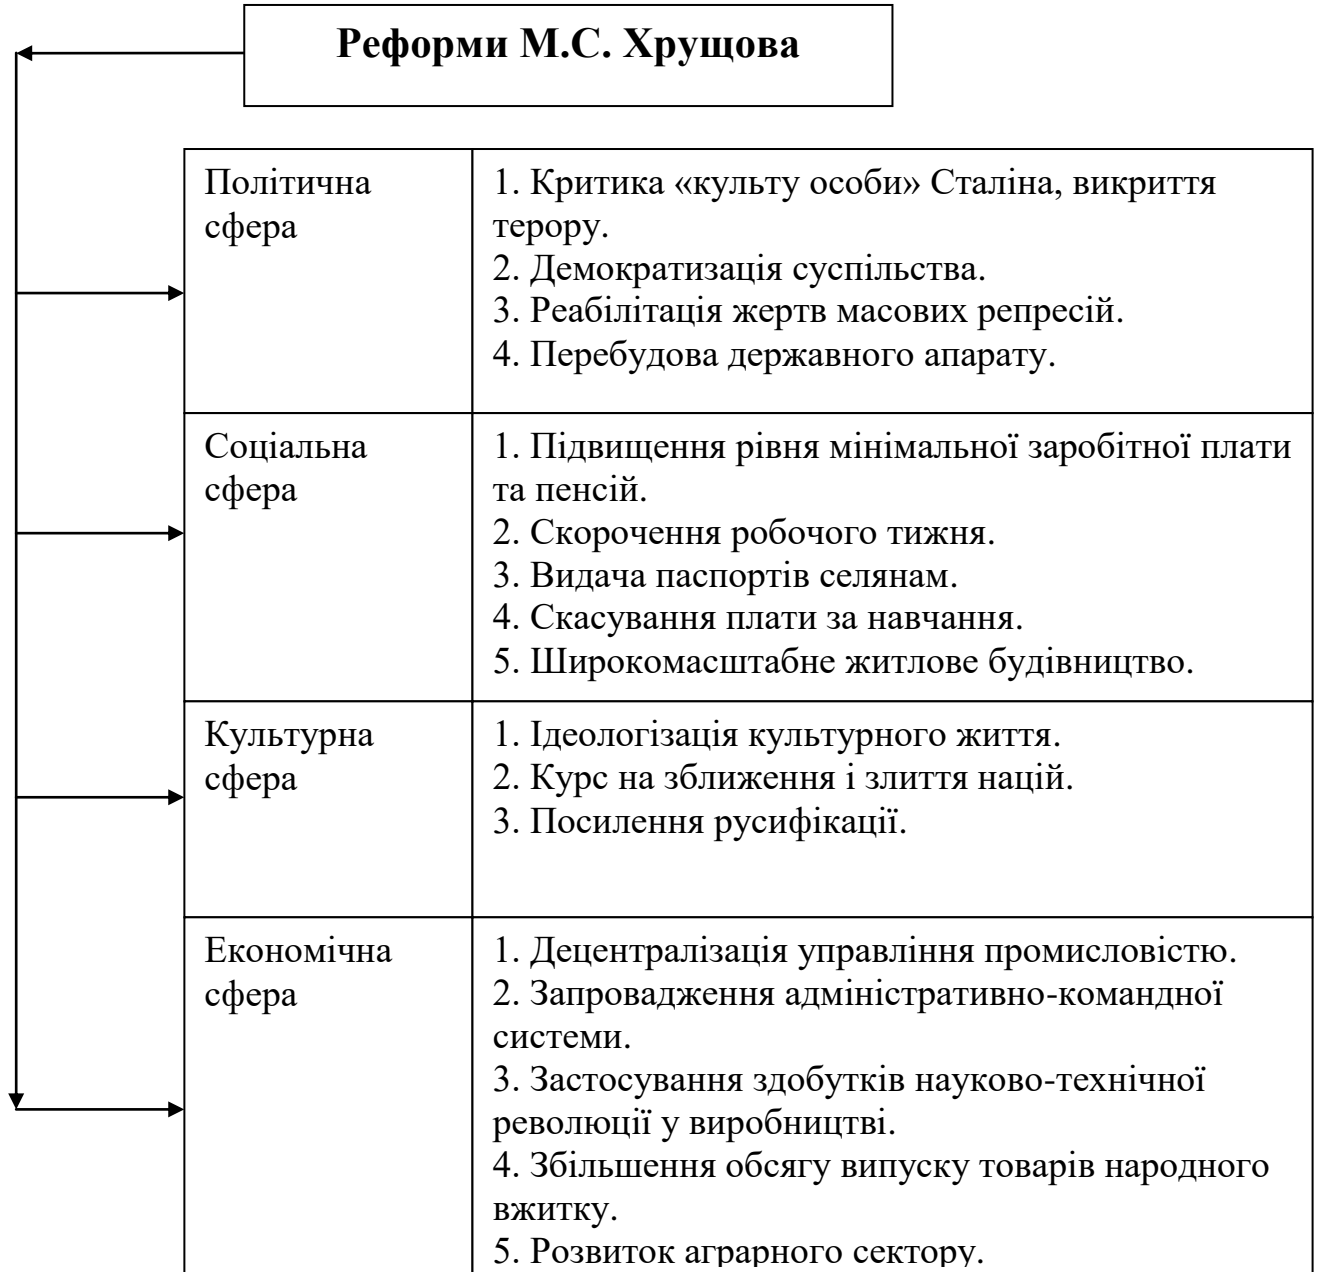 Реформи М.С. Хрущова
Політична
сфера
1. Критика «культу особи» Сталіна, викриття
терору.
2. Демократизація суспільства.
3. Реабілітація жертв масових репресій.
4. Перебудова державного апарату.
Соціальна
сфера
1. Підвищення рівня мінімальної заробітної плати
та пенсій.
2. Скорочення робочого тижня.
3. Видача паспортів селянам.
4. Скасування плати за навчання.
5. Широкомасштабне житлове будівництво.
Культурна
сфера
1. Ідеологізація культурного життя.
2. Курс на зближення і злиття націй.
3. Посилення русифікації.
Економічна
сфера
1. Децентралізація управління промисловістю.
2. Запровадження адміністративно-командної
системи.
3. Застосування здобутків науково-технічної
революції у виробництві.
4. Збільшення обсягу випуску товарів народного
вжитку.
5. Розвиток аграрного сектору.